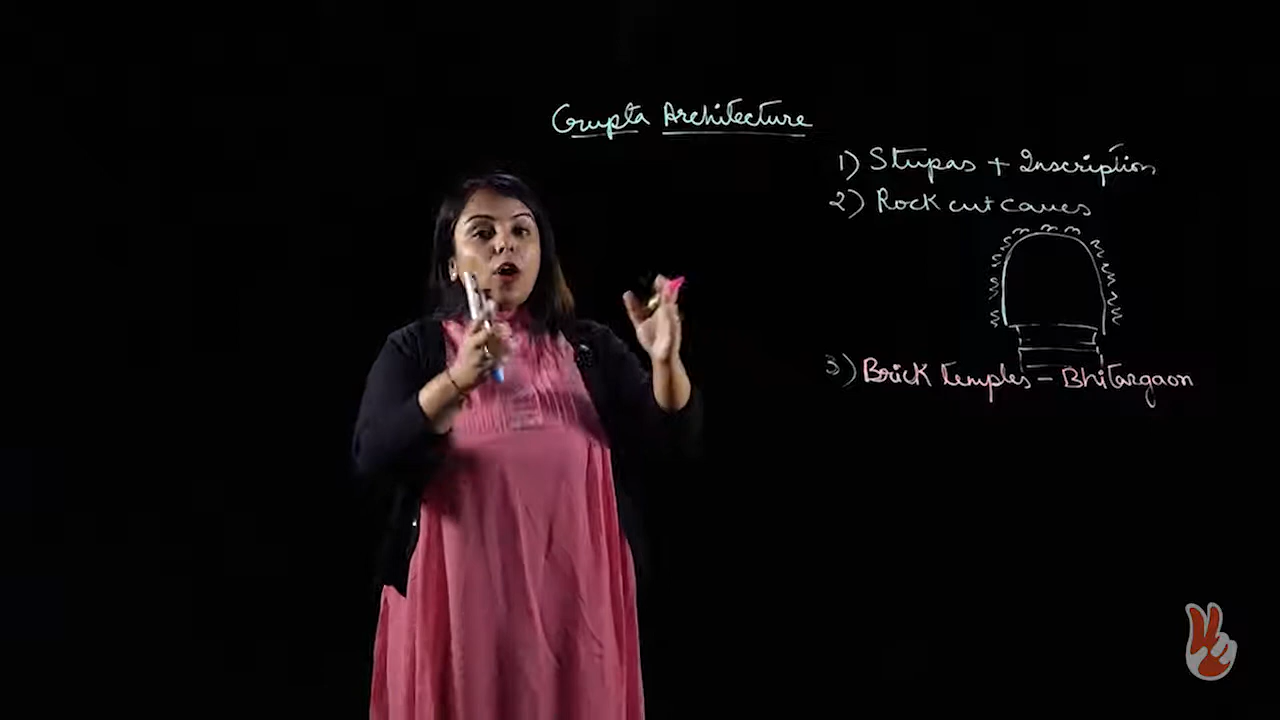 Gupta Architecture
1) Stupas + Inscription
2) Rock cut caves
3) Brick temples - Bhitargaon